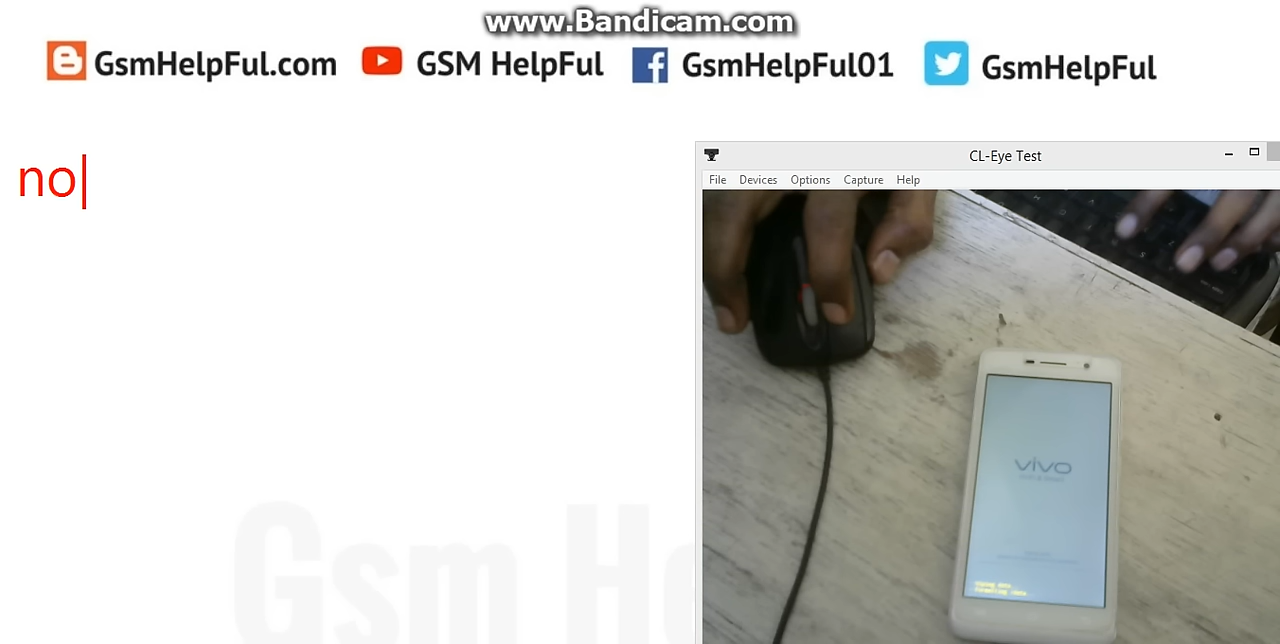 www.Bandicam.com
GsmHelpFul.com
GSM HelpFul
GsmHelpFul01
GsmHelpFul
no
CL-Eye Test
File Devices Options Capture Help
vivo
Gsm He